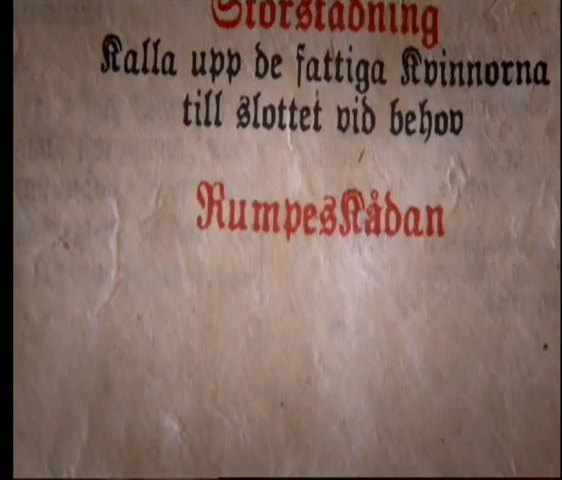 Storstädning
Kalla upp de fattiga Kvinnorna
till slottet vid behov
RumpesKådan